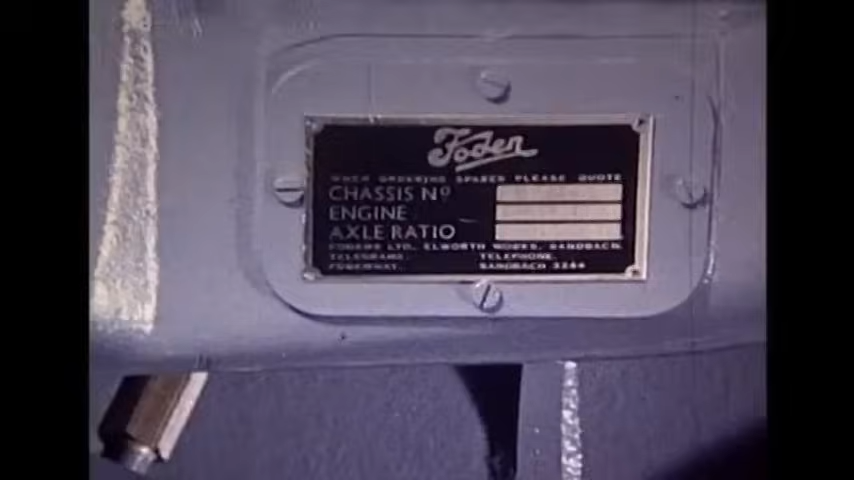 Foden
WHEN ORDERING SPARES PLEASE QUOTE
CHASSIS Nº
ENGINE
AXLE RATIO
FODENS LTD. ELWORTH WORKS, SANDBACH.
TELEGRAMS. TELEPHONE.
FODENWAY. SANDBACH 3244